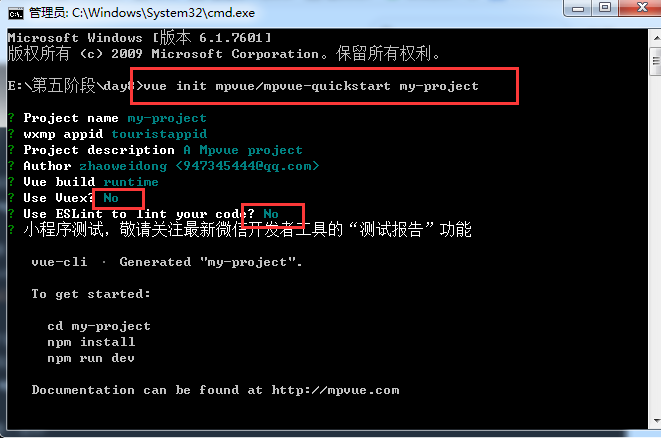 管理员: C:\Windows\System32\cmd.exe
Microsoft Windows [版本 6.1.7601]
版权所有 (c) 2009 Microsoft Corporation。保留所有权利。
E:\第五阶段\day8>vue init mpvue/mpvue-quickstart my-project
? Project name my-project
? wxmp appid touristappid
? Project description A Mpvue project
? Author zhaoweidong <947345444@qq.com>
? Vue build runtime
? Use Vuex? No
? Use ESLint to lint your code? No
? 小程序测试，敬请关注最新微信开发者工具的“测试报告”功能
vue-cli · Generated "my-project".
To get started:
cd my-project
npm install
npm run dev
Documentation can be found at http://mpvue.com